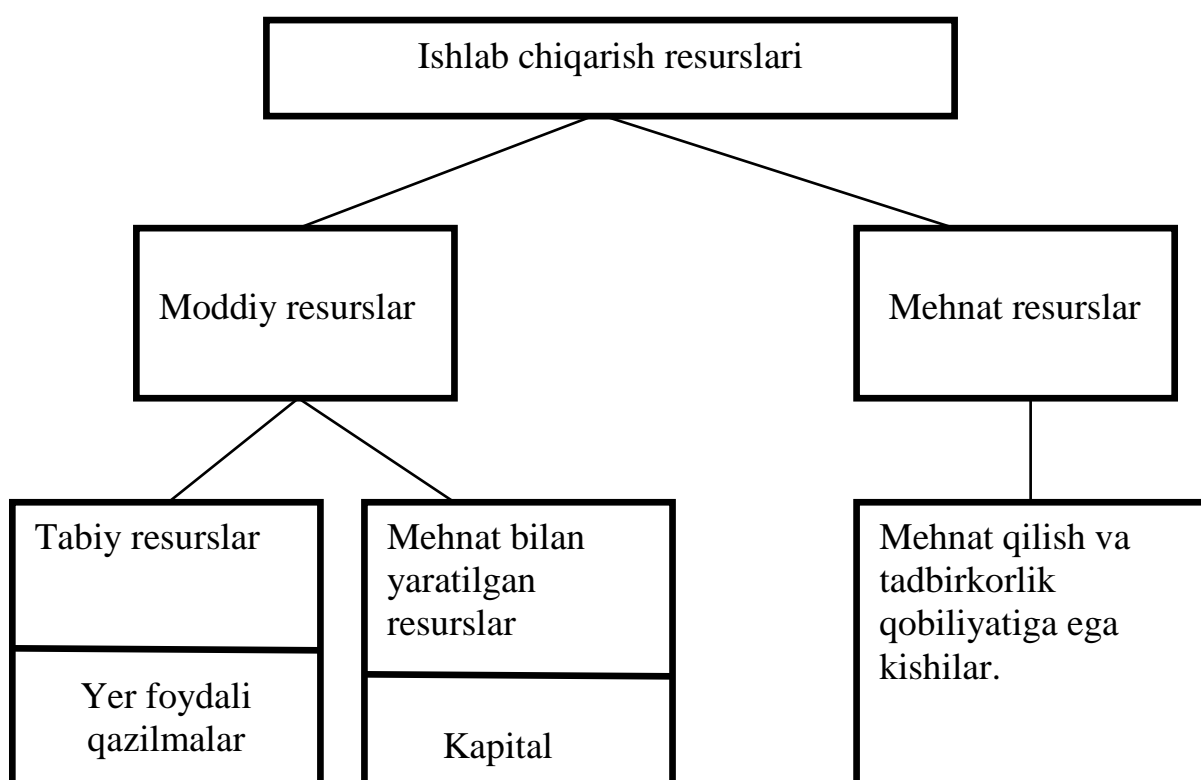 Ishlab chiqarish resurslari
Moddiy resurslar
Mehnat resurslar
Tabiy resurslar
Yer foydali
qazilmalar
Mehnat bilan
yaratilgan
resurslar
Kapital
Mehnat qilish va
tadbirkorlik
qobiliyatiga ega
kishilar.